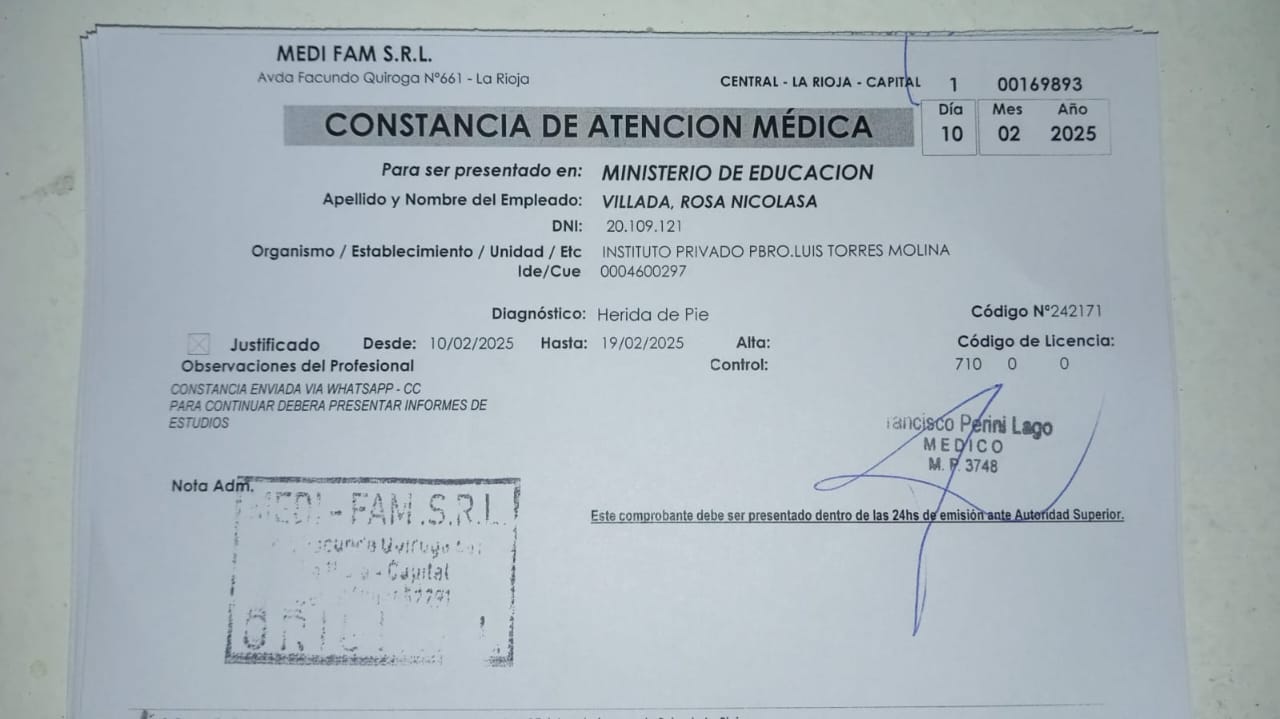 MEDI FAM S.R.L.
Avda Facundo Quiroga Nº661 - La Rioja
CENTRAL - LA RIOJA - CAPITAL 1 00169893
CONSTANCIA DE ATENCION MÉDICA
Día Mes Año
10 02 2025
Para ser presentado en: MINISTERIO DE EDUCACION
Apellido y Nombre del Empleado: VILLADA, ROSA NICOLASA
DNI: 20.109.121
Organismo / Establecimiento / Unidad / Etc INSTITUTO PRIVADO PBRO.LUIS TORRES MOLINA
Ide/Cue 0004600297
Diagnóstico: Herida de Pie
Código Nº242171
Justificado Desde: 10/02/2025 Hasta: 19/02/2025 Alta:
Código de Licencia:
Observaciones del Profesional
Control:
710 0 0
CONSTANCIA ENVIADA VIA WHATSAPP - CC
PARA CONTINUAR DEBERA PRESENTAR INFORMES DE
ESTUDIOS
rancisco Perini Lago
MEDICO
M. P. 3748
Nota Adm.
MEDI - FAM.S.R.L.
- Capital
Este comprobante debe ser presentado dentro de las 24hs de emisión ante Autoridad Superior.